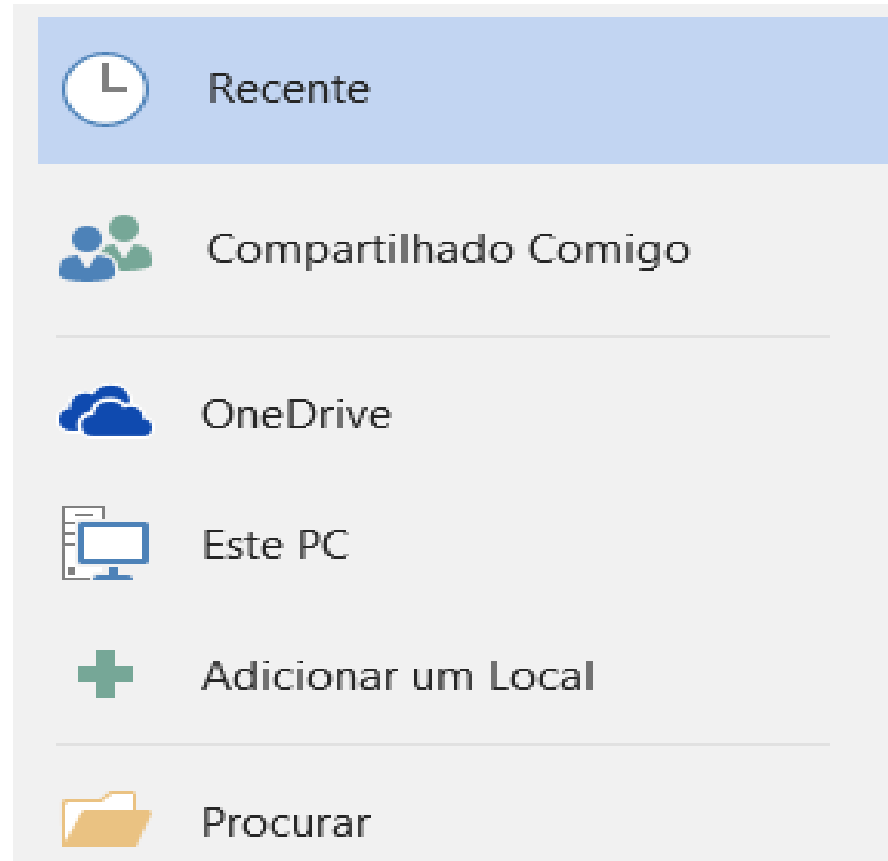 Recente
Compartilhado Comigo
OneDrive
Este PC
Adicionar um Local
Procurar